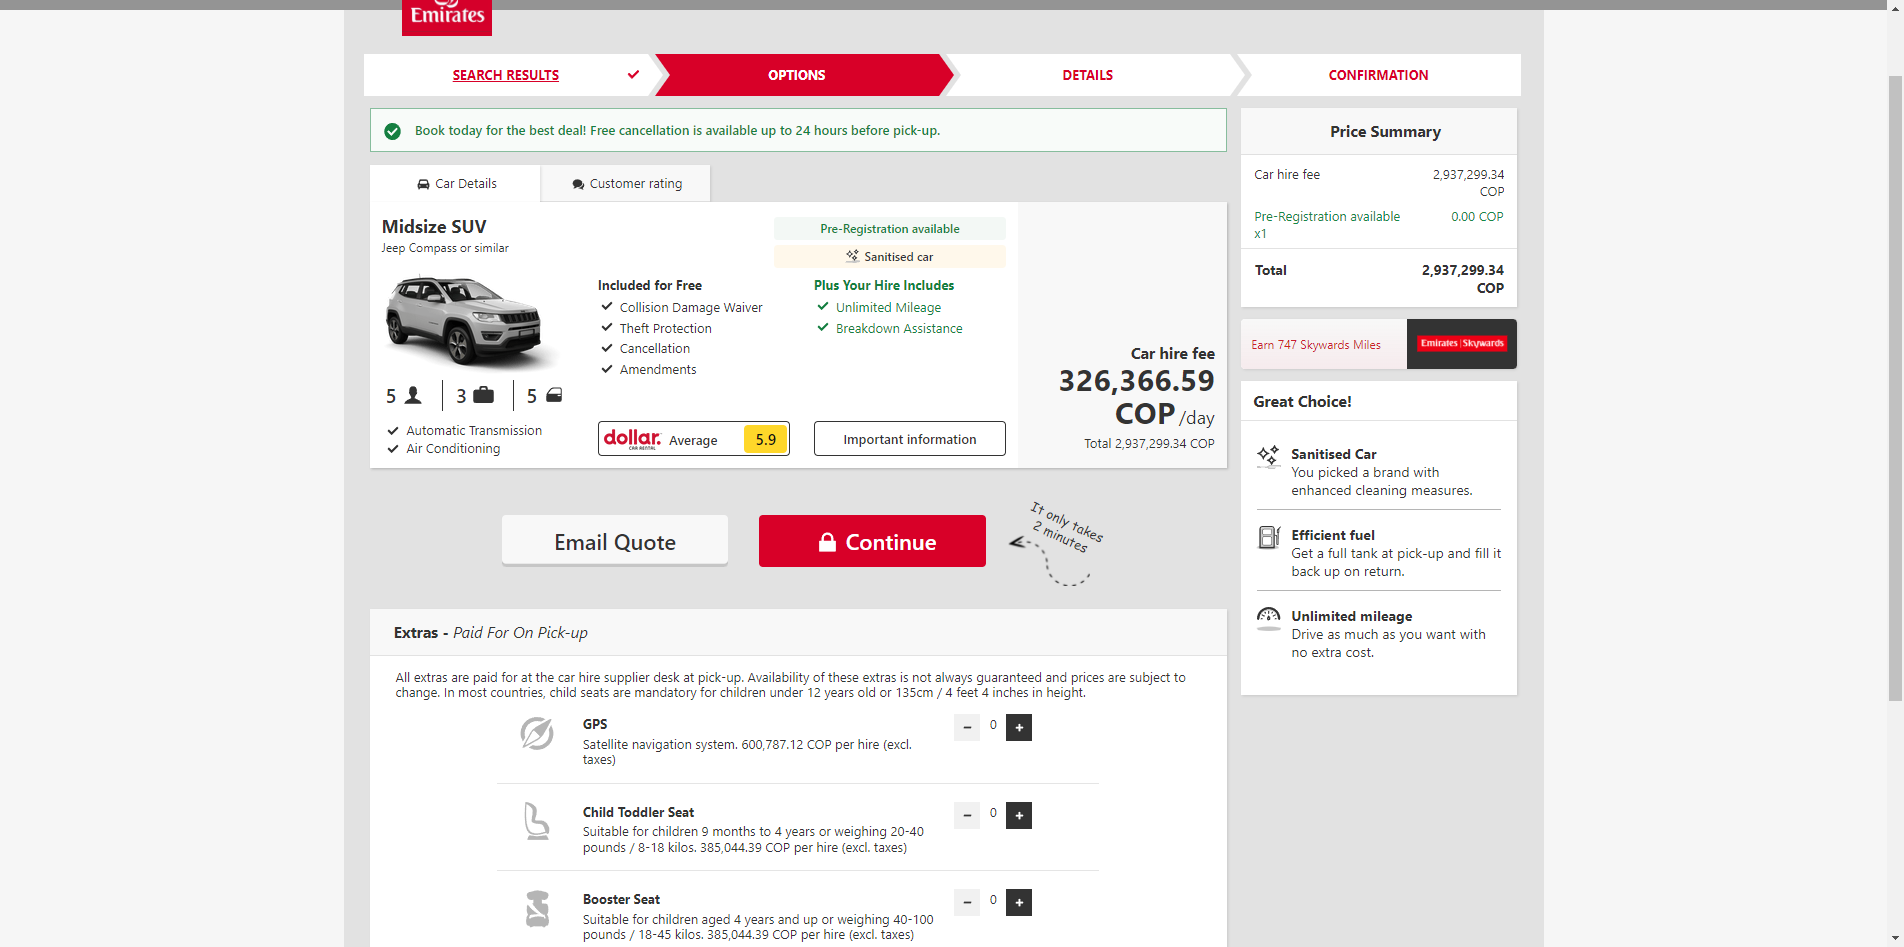 Emirates
SEARCH RESULTS
OPTIONS
DETAILS
CONFIRMATION
Book today for the best deal! Free cancellation is available up to 24 hours before pick-up.
Car Details
Customer rating
Midsize SUV
Jeep Compass or similar
Pre-Registration available
Sanitised car
Included for Free
Collision Damage Waiver
Theft Protection
Cancellation
Amendments
Plus Your Hire Includes
Unlimited Mileage
Breakdown Assistance
5
3
5
Automatic Transmission
Air Conditioning
dollar.
CAR RENTAL
Average
5.9
Important information
Car hire fee
326,366.59
COP /day
Total 2,937,299.34 COP
Email Quote
Continue
It only takes
2 minutes
Extras - Paid For On Pick-up
All extras are paid for at the car hire supplier desk at pick-up. Availability of these extras is not always guaranteed and prices are subject to
change. In most countries, child seats are mandatory for children under 12 years old or 135cm / 4 feet 4 inches in height.
GPS
Satellite navigation system. 600,787.12 COP per hire (excl.
taxes)
- 0 +
Child Toddler Seat
Suitable for children 9 months to 4 years or weighing 20-40
pounds / 8-18 kilos. 385,044.39 COP per hire (excl. taxes)
- 0 +
Booster Seat
Suitable for children aged 4 years and up or weighing 40-100
pounds / 18-45 kilos. 385,044.39 COP per hire (excl. taxes)
- 0 +
Price Summary
Car hire fee 2,937,299.34
COP
Pre-Registration available 0.00 COP
x1
Total 2,937,299.34
COP
Earn 747 Skywards Miles
Emirates | Skywards
Great Choice!
Sanitised Car
You picked a brand with
enhanced cleaning measures.
Efficient fuel
Get a full tank at pick-up and fill it
back up on return.
Unlimited mileage
Drive as much as you want with
no extra cost.